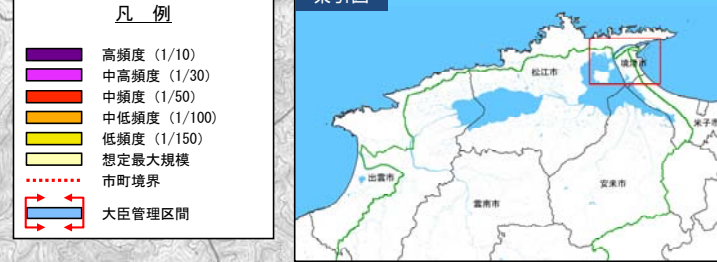 凡 例
高頻度 (1/10)
中高頻度 (1/30)
中頻度 (1/50)
中低頻度 (1/100)
低頻度 (1/150)
想定最大規模
市町境界
大臣管理区間
索引図
松江市
境港市
米子市
出雲市
安来市
雲南市